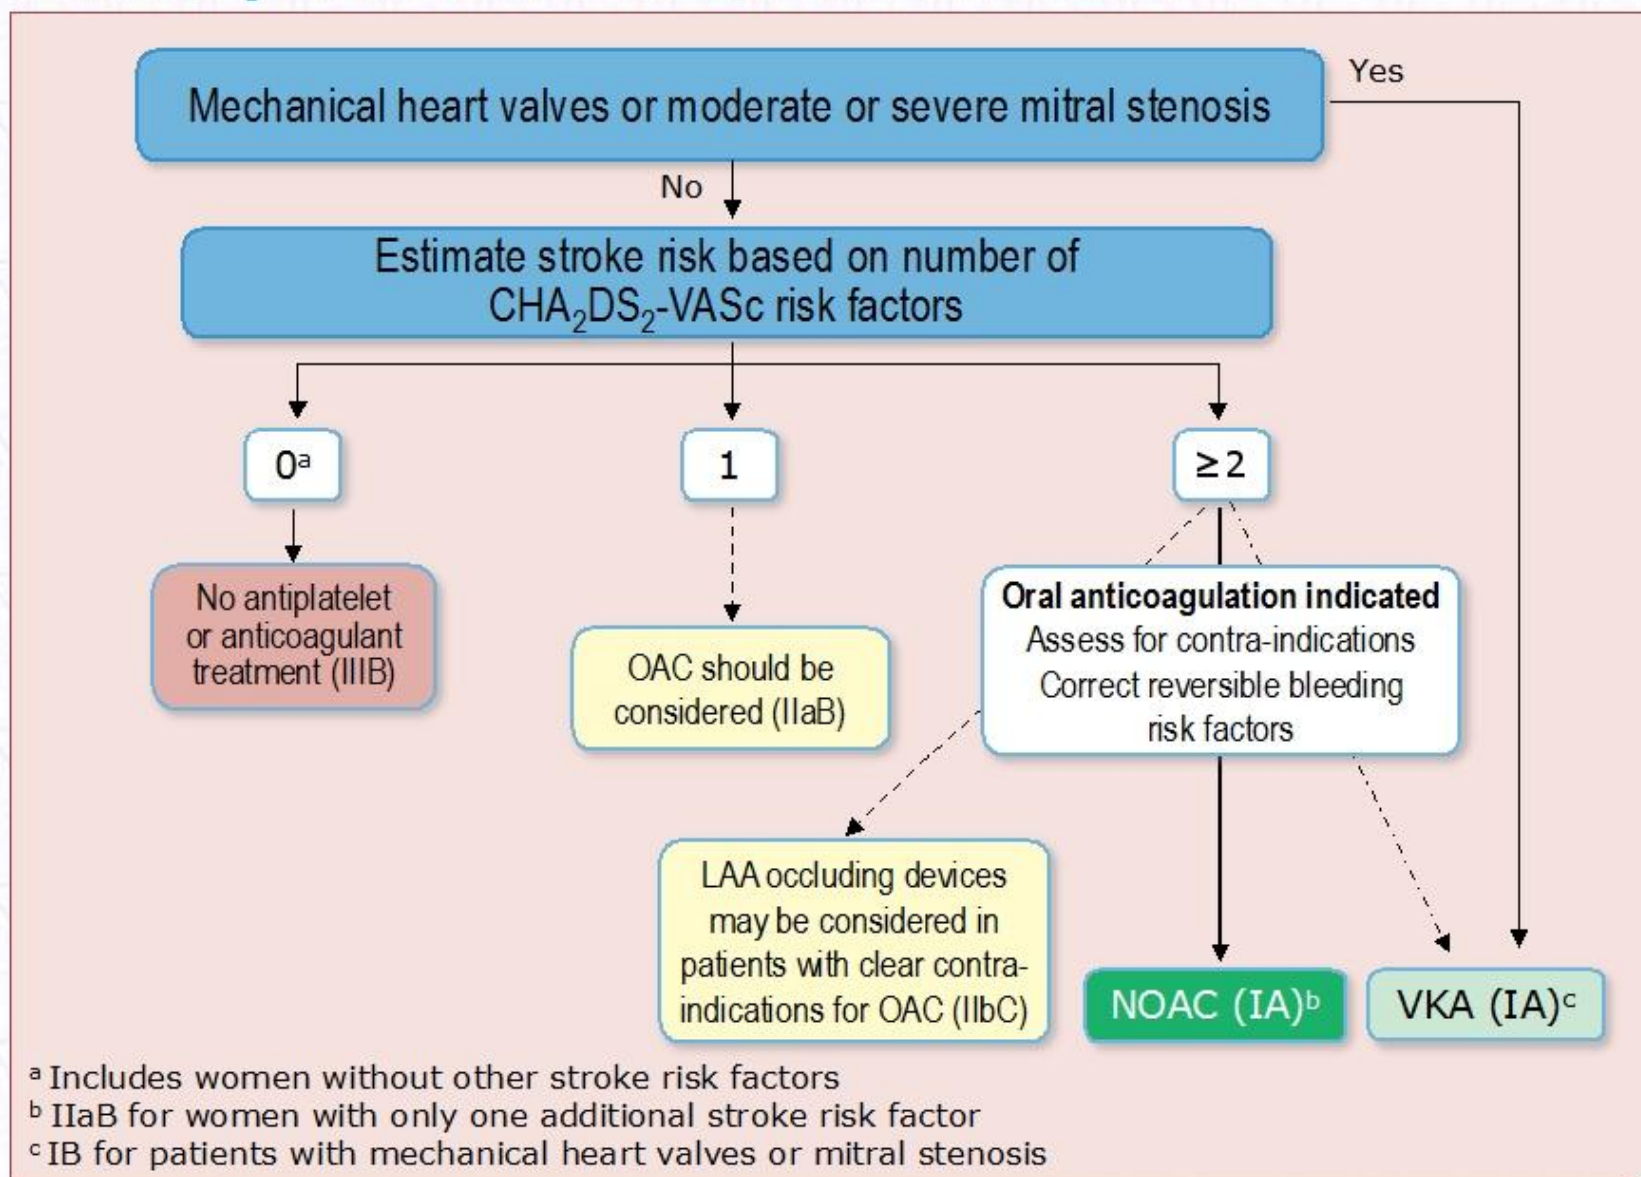 Mechanical heart valves or moderate or severe mitral stenosis
Yes
No
Estimate stroke risk based on number of
CHA₂DS₂-VASc risk factors
0ᵃ
1
≥ 2
No antiplatelet
or anticoagulant
treatment (IIIB)
OAC should be
considered (IIaB)
Oral anticoagulation indicated
Assess for contra-indications
Correct reversible bleeding
risk factors
LAA occluding devices
may be considered in
patients with clear contra-
indications for OAC (IIbC)
NOAC (IA)ᵇ
VKA (IA)ᶜ
ᵃ Includes women without other stroke risk factors
ᵇ IIaB for women with only one additional stroke risk factor
ᶜ IB for patients with mechanical heart valves or mitral stenosis